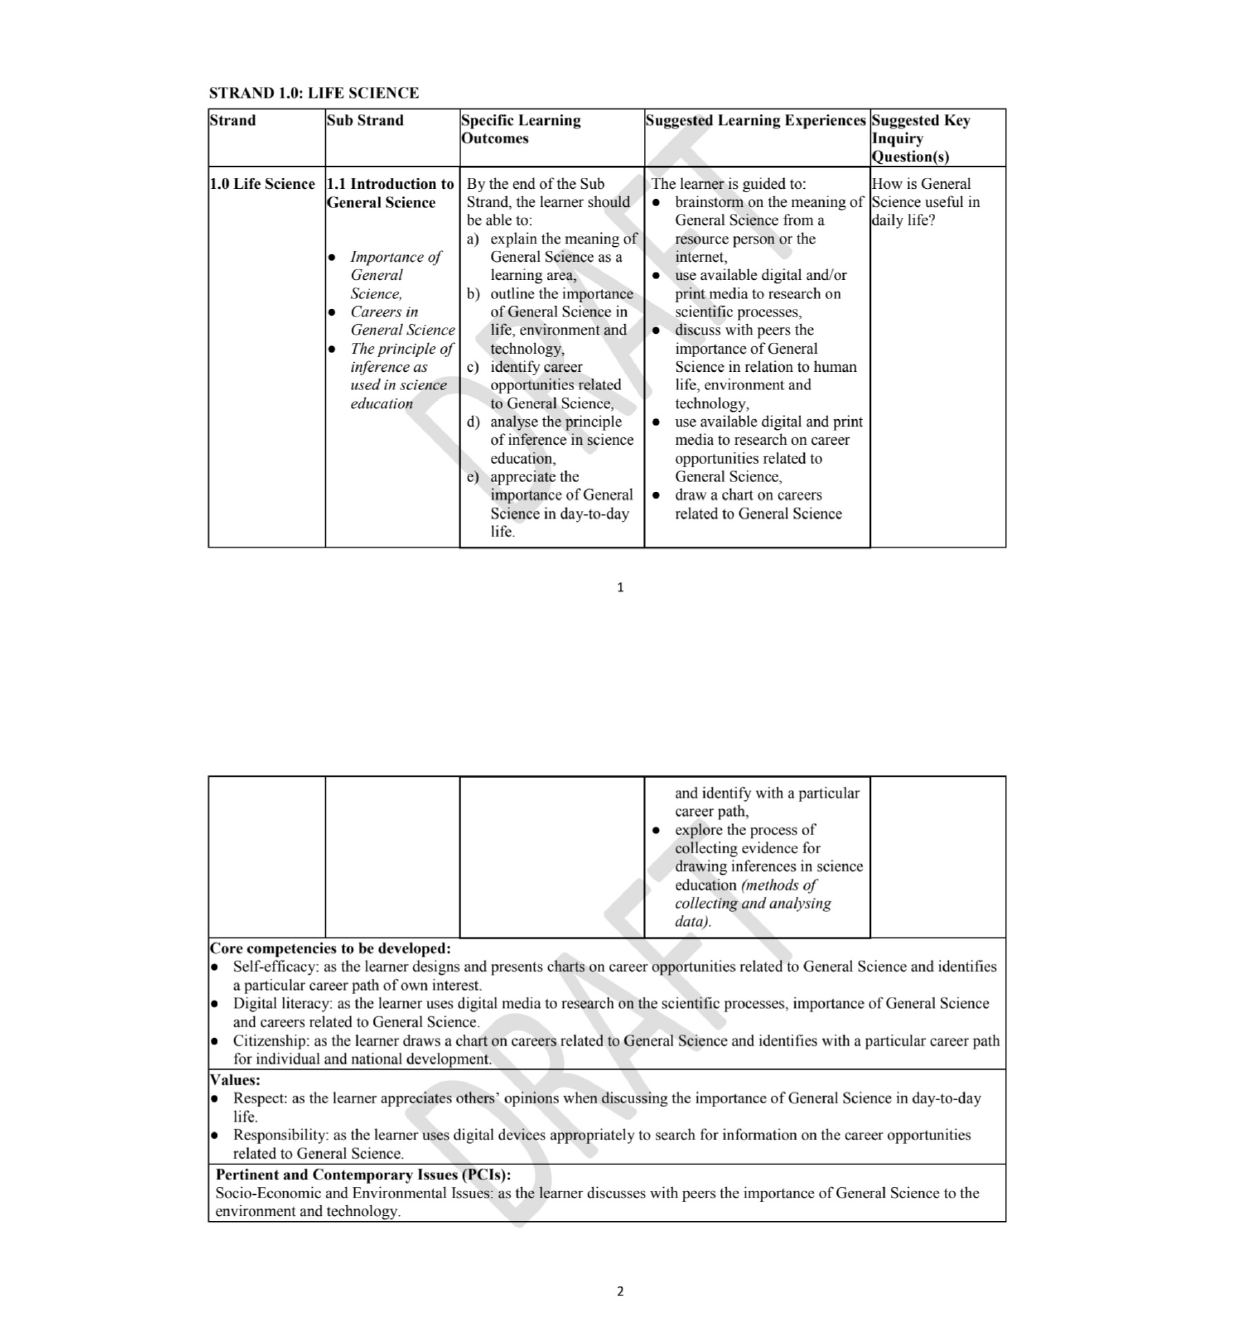 STRAND 1.0: LIFE SCIENCE
Strand
Sub Strand
Specific Learning
Outcomes
Suggested Learning Experiences
Suggested Key
Inquiry
Question(s)
1.0 Life Science
1.1 Introduction to
General Science
● Importance of
General
Science,
● Careers in
General Science
● The principle of
inference as
used in science
education
By the end of the Sub
Strand, the learner should
be able to:
a) explain the meaning of
General Science as a
learning area,
b) outline the importance
of General Science in
life, environment and
technology,
c) identify career
opportunities related
to General Science,
d) analyse the principle
of inference in science
education,
e) appreciate the
importance of General
Science in day-to-day
life.
The learner is guided to:
● brainstorm on the meaning of
General Science from a
resource person or the
internet,
● use available digital and/or
print media to research on
scientific processes,
● discuss with peers the
importance of General
Science in relation to human
life, environment and
technology,
● use available digital and print
media to research on career
opportunities related to
General Science,
● draw a chart on careers
related to General Science
How is General
Science useful in
daily life?
DRAFT
1
and identify with a particular
career path,
● explore the process of
collecting evidence for
drawing inferences in science
education (methods of
collecting and analysing
data).
Core competencies to be developed:
● Self-efficacy: as the learner designs and presents charts on career opportunities related to General Science and identifies
a particular career path of own interest.
● Digital literacy: as the learner uses digital media to research on the scientific processes, importance of General Science
and careers related to General Science.
● Citizenship: as the learner draws a chart on careers related to General Science and identifies with a particular career path
for individual and national development.
Values:
● Respect: as the learner appreciates others' opinions when discussing the importance of General Science in day-to-day
life.
● Responsibility: as the learner uses digital devices appropriately to search for information on the career opportunities
related to General Science.
Pertinent and Contemporary Issues (PCIs):
Socio-Economic and Environmental Issues: as the learner discusses with peers the importance of General Science to the
environment and technology.
DRAFT
2